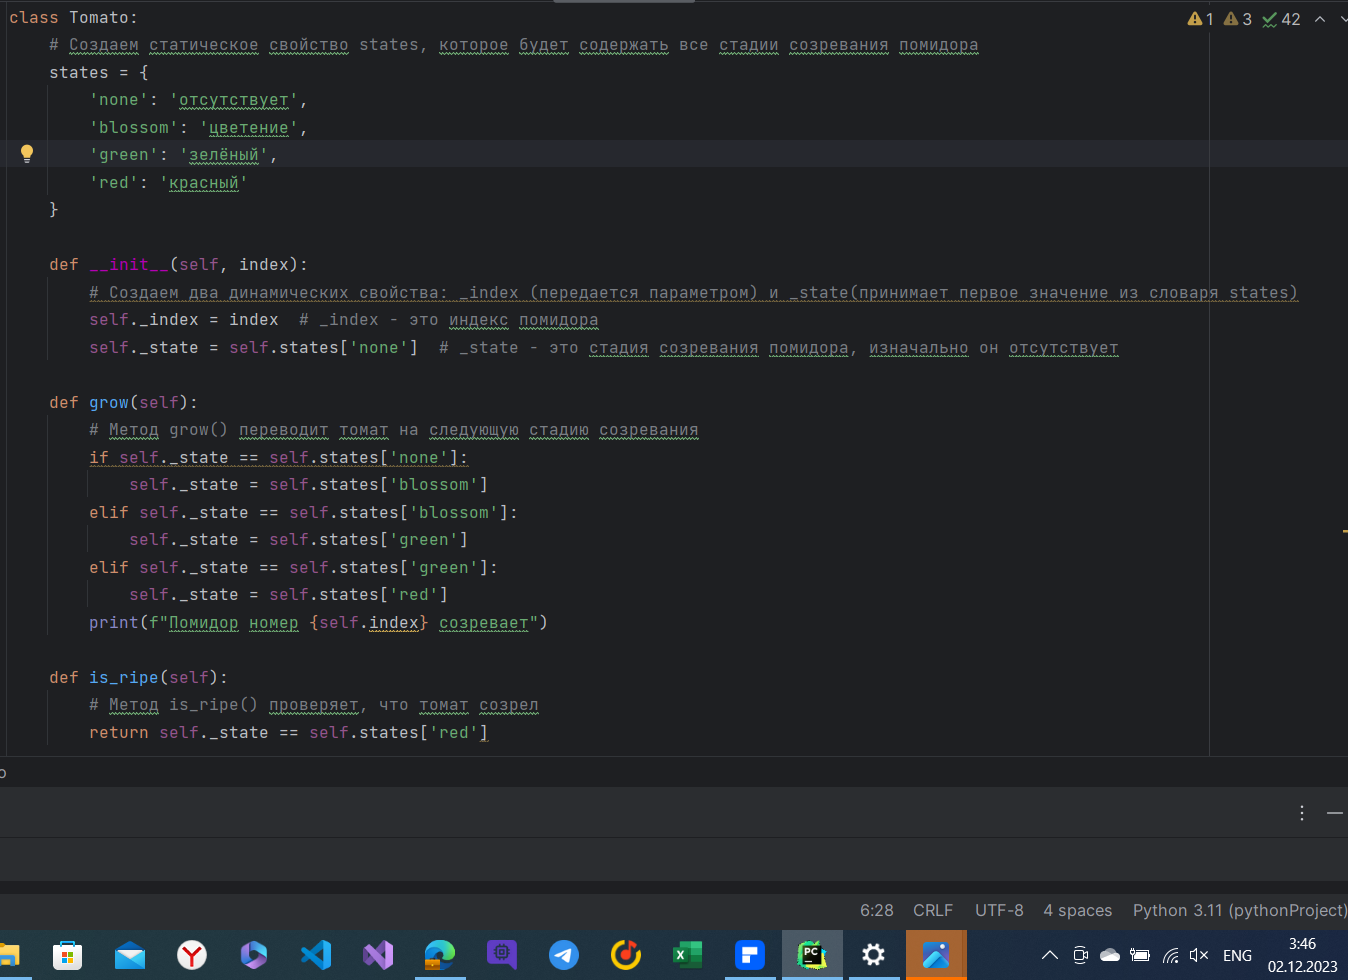 class Tomato:
1 3 42
# Создаем статическое свойство states, которое будет содержать все стадии созревания помидора
states = {
'none': 'отсутствует',
'blossom': 'цветение',
'green': 'зелёный',
'red': 'красный'
}
def __init__(self, index):
# Создаем два динамических свойства: _index (передается параметром) и _state(принимает первое значение из словаря states)
self._index = index  # _index - это индекс помидора
self._state = self.states['none']  # _state - это стадия созревания помидора, изначально он отсутствует
def grow(self):
# Метод grow() переводит томат на следующую стадию созревания
if self._state == self.states['none']:
self._state = self.states['blossom']
elif self._state == self.states['blossom']:
self._state = self.states['green']
elif self._state == self.states['green']:
self._state = self.states['red']
print(f"Помидор номер {self.index} созревает")
def is_ripe(self):
# Метод is_ripe() проверяет, что томат созрел
return self._state == self.states['red']
6:28 CRLF UTF-8 4 spaces Python 3.11 (pythonProject)
PC
ENG
3:46
02.12.2023